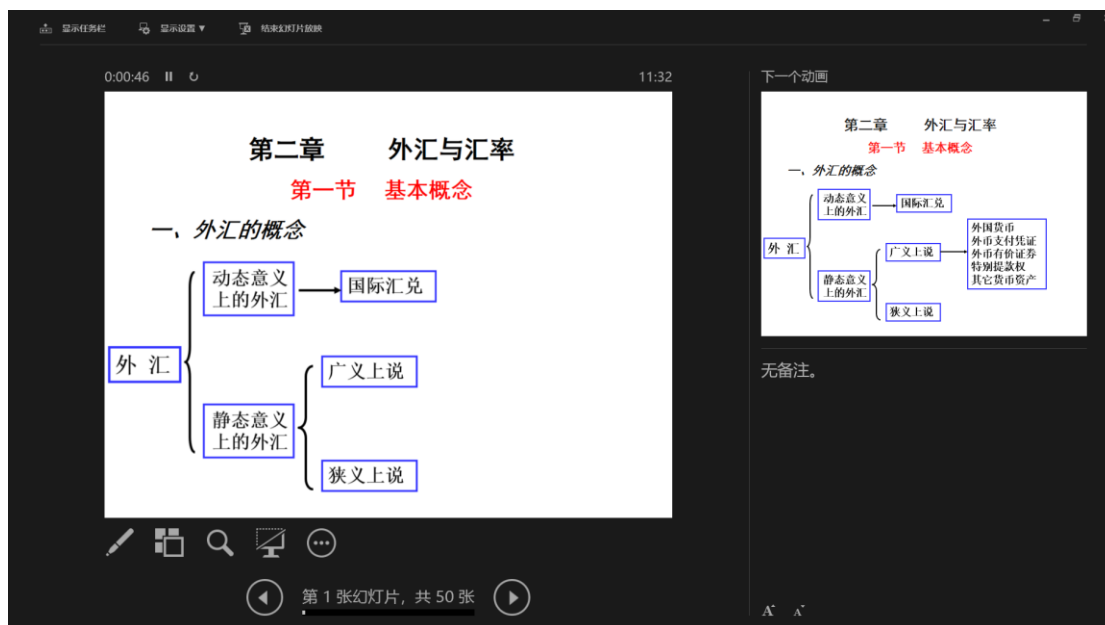 显示任务栏 显示设置 ▼ 结束幻灯片放映
0:00:46 11:32
第二章 外汇与汇率
第一节 基本概念
一、外汇的概念
外 汇
动态意义
上的外汇
国际汇兑
静态意义
上的外汇
广义上说
狭义上说
第 1 张幻灯片，共 50 张
下一个动画
第二章 外汇与汇率
第一节 基本概念
一、外汇的概念
外 汇
动态意义
上的外汇
国际汇兑
静态意义
上的外汇
广义上说
外国货币
外币支付凭证
外币有价证券
特别提款权
其它货币资产
狭义上说
无备注。
A A